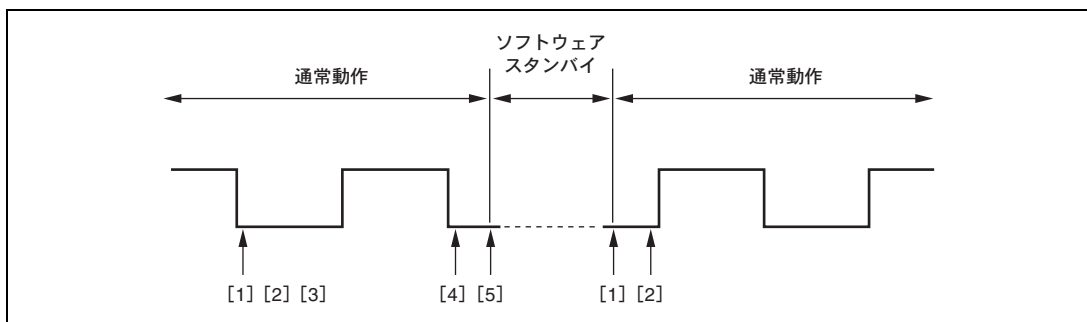 ソフトウェア
スタンバイ
通常動作
通常動作
[1] [2] [3]
[4] [5]
[1] [2]